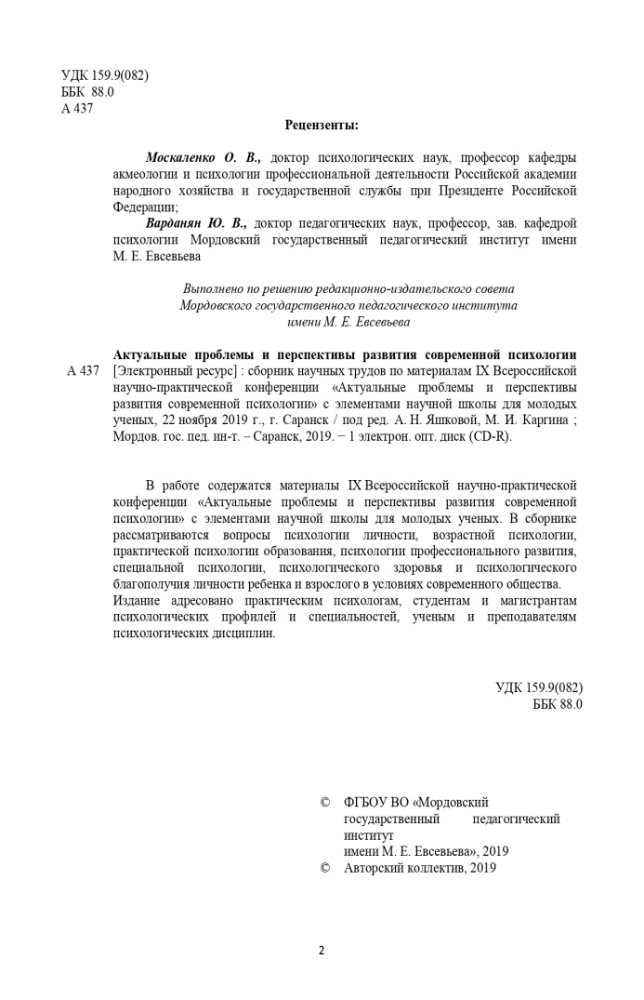 УДК 159.9(082)
ББК 88.0
А 437
Рецензенты:
Москаленко О. В., доктор психологических наук, профессор кафедры
акмеологии и психологии профессиональной деятельности Российской академии
народного хозяйства и государственной службы при Президенте Российской
Федерации;
Варданян Ю. В., доктор педагогических наук, профессор, зав. кафедрой
психологии Мордовский государственный педагогический институт имени
М. Е. Евсевьева
Выполнено по решению редакционно-издательского совета
Мордовского государственного педагогического института
имени М. Е. Евсевьева
Актуальные проблемы и перспективы развития современной психологии
А 437 [Электронный ресурс] : сборник научных трудов по материалам IX Всероссийской
научно-практической конференции «Актуальные проблемы и перспективы
развития современной психологии» с элементами научной школы для молодых
ученых, 22 ноября 2019 г., г. Саранск / под ред. А. Н. Яшковой, М. И. Каргина ;
Мордов. гос. пед. ин-т. – Саранск, 2019. − 1 электрон. опт. диск (CD-R).
В работе содержатся материалы IX Всероссийской научно-практической
конференции «Актуальные проблемы и перспективы развития современной
психологии» с элементами научной школы для молодых ученых. В сборнике
рассматриваются вопросы психологии личности, возрастной психологии,
практической психологии образования, психологии профессионального развития,
специальной психологии, психологического здоровья и психологического
благополучия личности ребенка и взрослого в условиях современного общества.
Издание адресовано практическим психологам, студентам и магистрантам
психологических профилей и специальностей, ученым и преподавателям
психологических дисциплин.
УДК 159.9(082)
ББК 88.0
© ФГБОУ ВО «Мордовский
государственный педагогический
институт
имени М. Е. Евсевьева», 2019
© Авторский коллектив, 2019
2